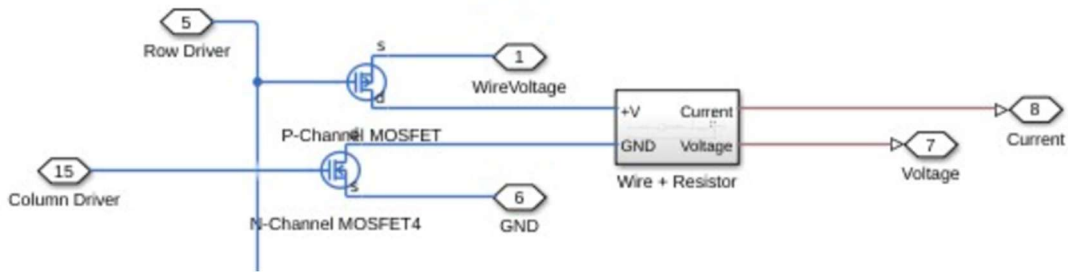 5
Row Driver
s
1
WireVoltage
d
+V Current
8
Current
P-Channel MOSFET
GND Voltage
7
Voltage
Wire + Resistor
15
Column Driver
s
6
GND
N-Channel MOSFET4